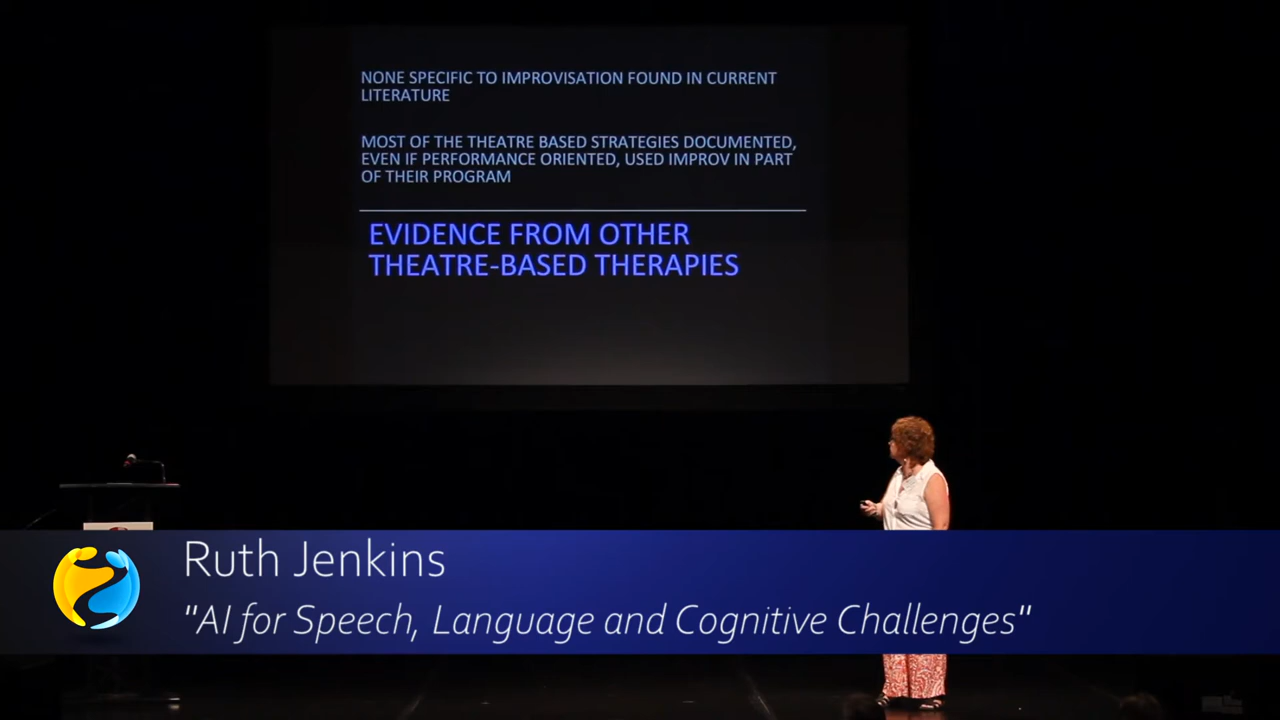 NONE SPECIFIC TO IMPROVISATION FOUND IN CURRENT
LITERATURE
MOST OF THE THEATRE BASED STRATEGIES DOCUMENTED,
EVEN IF PERFORMANCE ORIENTED, USED IMPROV IN PART
OF THEIR PROGRAM
EVIDENCE FROM OTHER
THEATRE-BASED THERAPIES
Ruth Jenkins
"AI for Speech, Language and Cognitive Challenges"